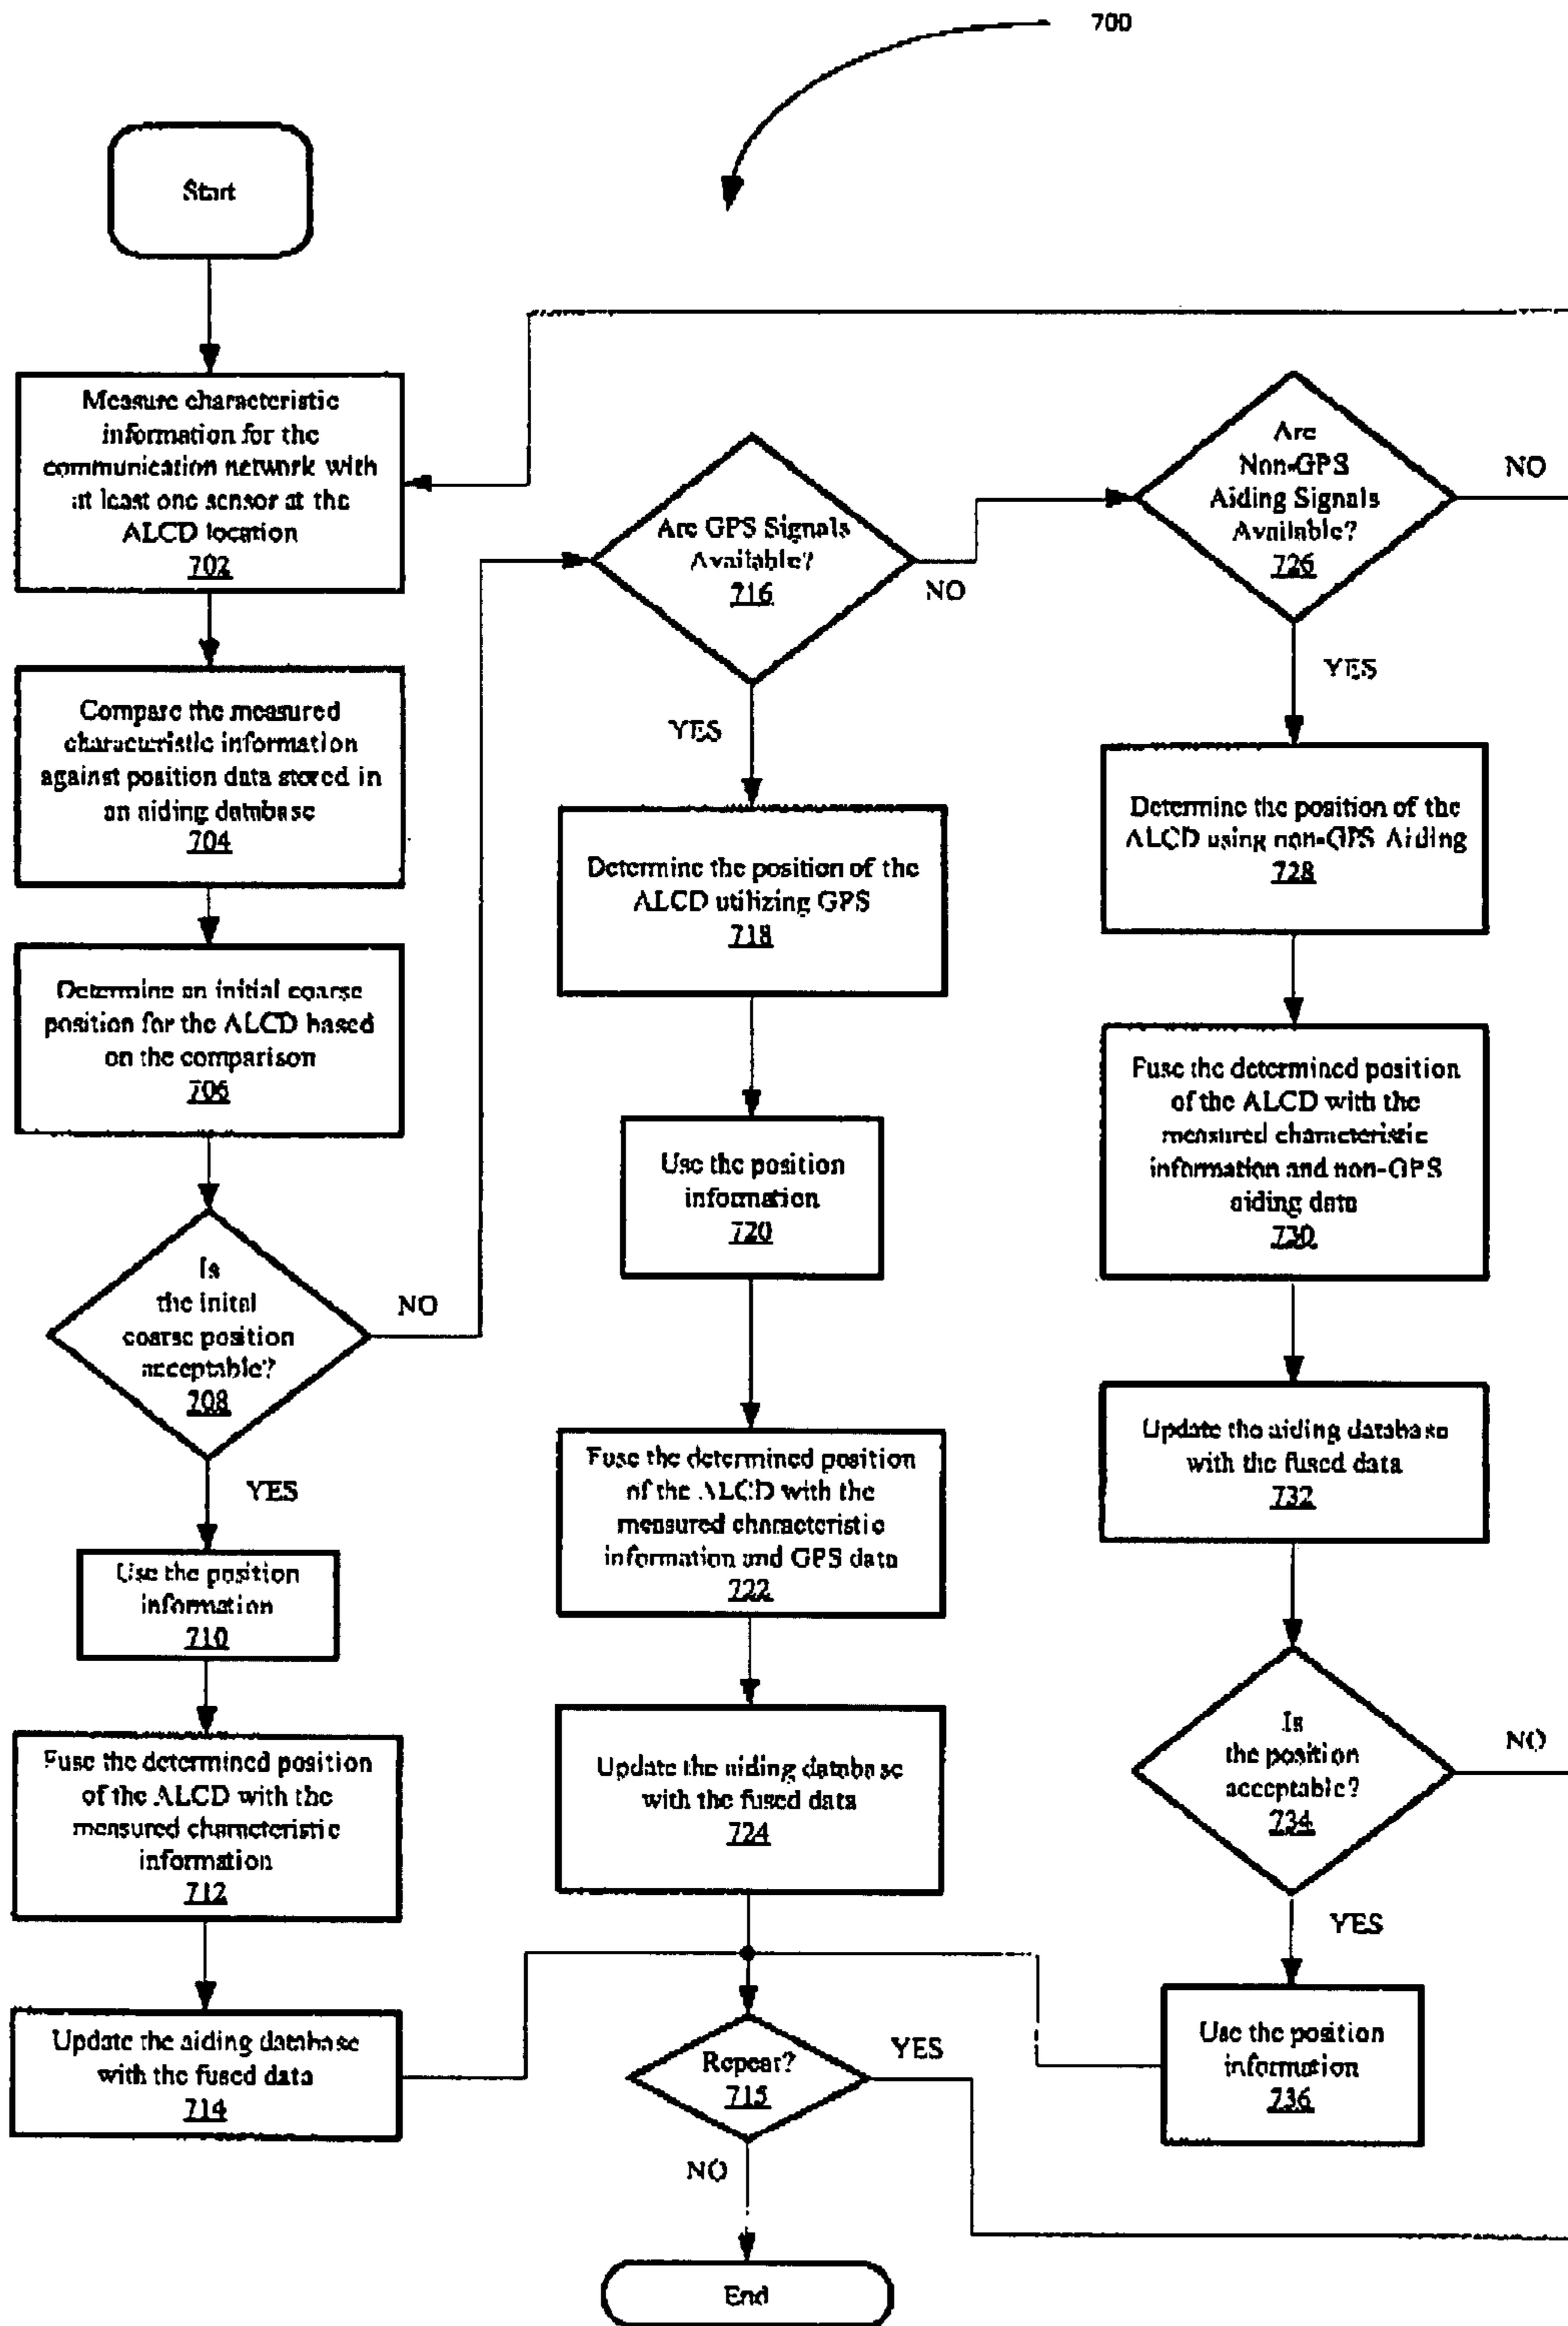 700
Start
Measure characteristic
information for the
communication network with
at least one sensor at the
ALCD location
702
Compare the measured
characteristic information
against position data stored in
an aiding database
704
Determine an initial coarse
position for the ALCD based
on the comparison
706
Is
the inital
coarse position
acceptable?
708
NO
YES
Use the position
information
710
Fuse the determined position
of the ALCD with the
measured characteristic
information
712
Update the aiding database
with the fused data
714
Are GPS Signals
Available?
716
NO
YES
Determine the position of the
ALCD utilizing GPS
718
Use the position
information
720
Fuse the determined position
of the ALCD with the
measured characteristic
information and GPS data
722
Update the aiding database
with the fused data
724
Repeat?
715
YES
NO
End
Are
Non-GPS
Aiding Signals
Available?
726
NO
YES
Determine the position of the
ALCD using non-GPS Aiding
728
Fuse the determined position
of the ALCD with the
measured characteristic
information and non-GPS
aiding data
730
Update the aiding database
with the fused data
732
Is
the position
acceptable?
734
NO
YES
Use the position
information
736